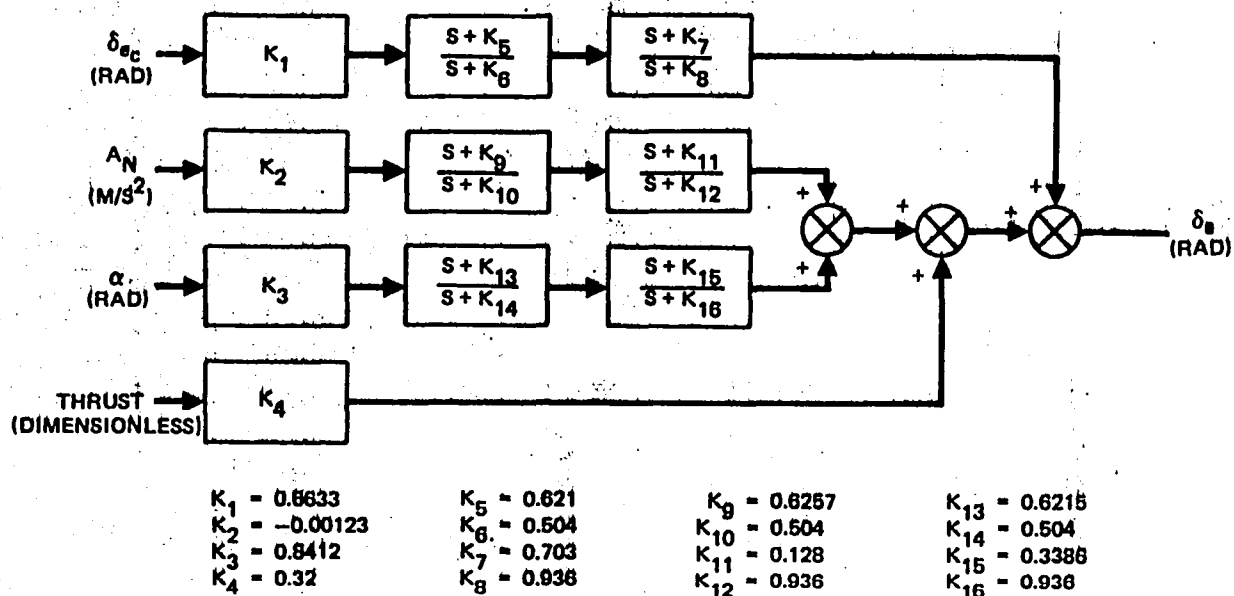 δeC
(RAD)
K1
S + K5
S + K6
S + K7
S + K8
+
AN
(M/S2)
K2
S + K9
S + K10
S + K11
S + K12
+
+
+
δe
(RAD)
α
(RAD)
K3
S + K13
S + K14
S + K15
S + K16
+
+
THRUST
(DIMENSIONLESS)
K4
K1 = 0.6633
K2 = -0.00123
K3 = 0.8412
K4 = 0.32
K5 = 0.621
K6 = 0.504
K7 = 0.703
K8 = 0.936
K9 = 0.6257
K10 = 0.504
K11 = 0.128
K12 = 0.936
K13 = 0.6215
K14 = 0.504
K15 = 0.3386
K16 = 0.936